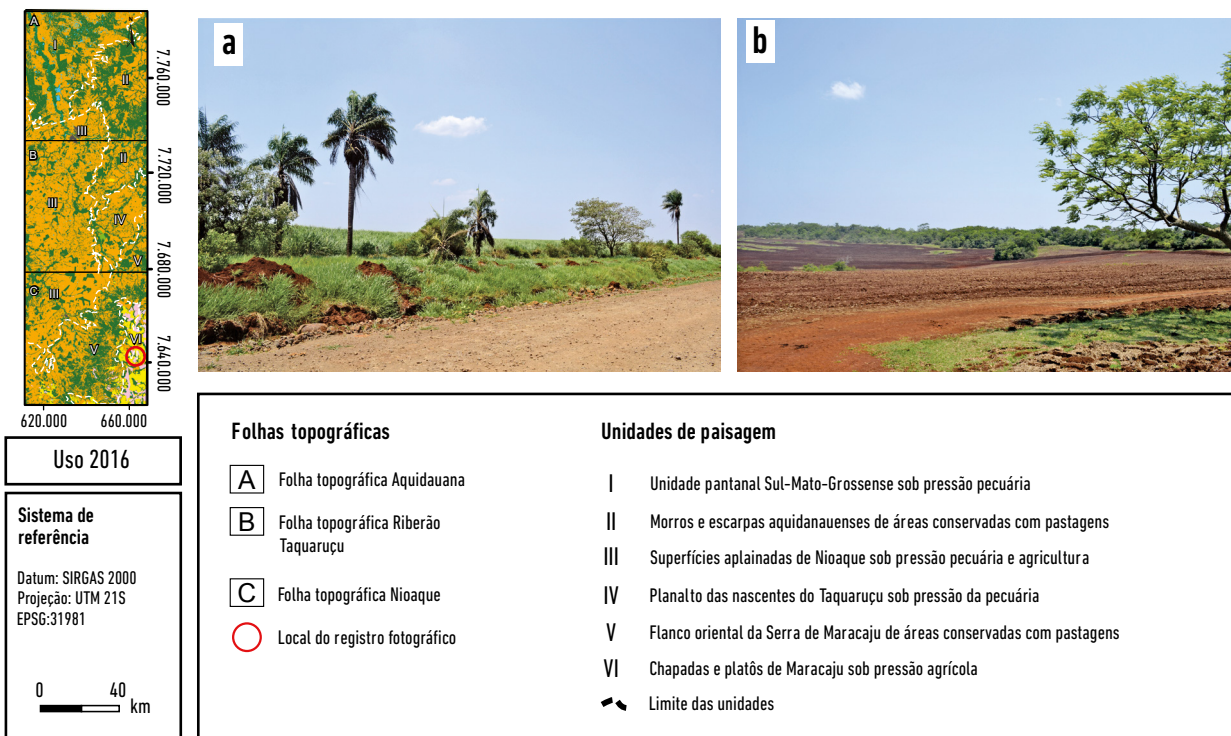 A
I
II
III
B
II
III
IV
V
C
III
V
VI
N
7.760.000
7.720.000
7.680.000
7.640.000
620.000 660.000
Uso 2016
Sistema de
referência
Datum: SIRGAS 2000
Projeção: UTM 21S
EPSG:31981
0 40
km
a
b
Folhas topográficas
A Folha topográfica Aquidauana
B Folha topográfica Riberão
Taquaruçu
C Folha topográfica Nioaque
Local do registro fotográfico
Unidades de paisagem
I Unidade pantanal Sul-Mato-Grossense sob pressão pecuária
II Morros e escarpas aquidanauenses de áreas conservadas com pastagens
III Superfícies aplainadas de Nioaque sob pressão pecuária e agricultura
IV Planalto das nascentes do Taquaruçu sob pressão da pecuária
V Flanco oriental da Serra de Maracaju de áreas conservadas com pastagens
VI Chapadas e platôs de Maracaju sob pressão agrícola
Limite das unidades